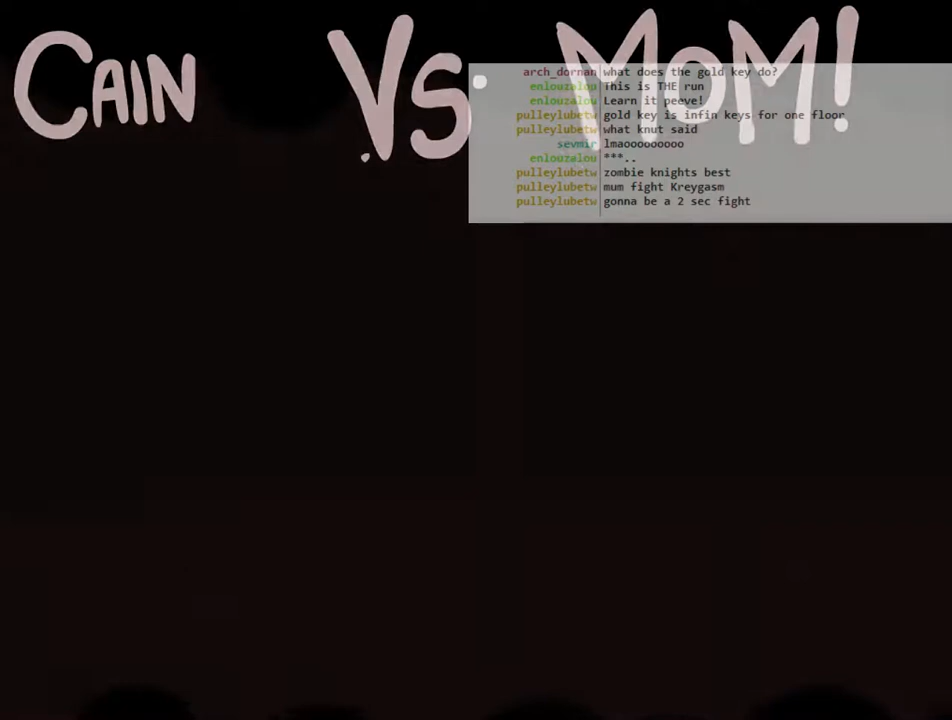 CAIN VS. MOM!
arch_dornan what does the gold key do?
enlouzalou This is THE run
enlouzalou Learn it peeve!
pulleylubetw gold key is infin keys for one floor
pulleylubetw what knut said
sevmir lmaooooooooo
enlouzalou ***..
pulleylubetw zombie knights best
pulleylubetw mum fight Kreygasm
pulleylubetw gonna be a 2 sec fight